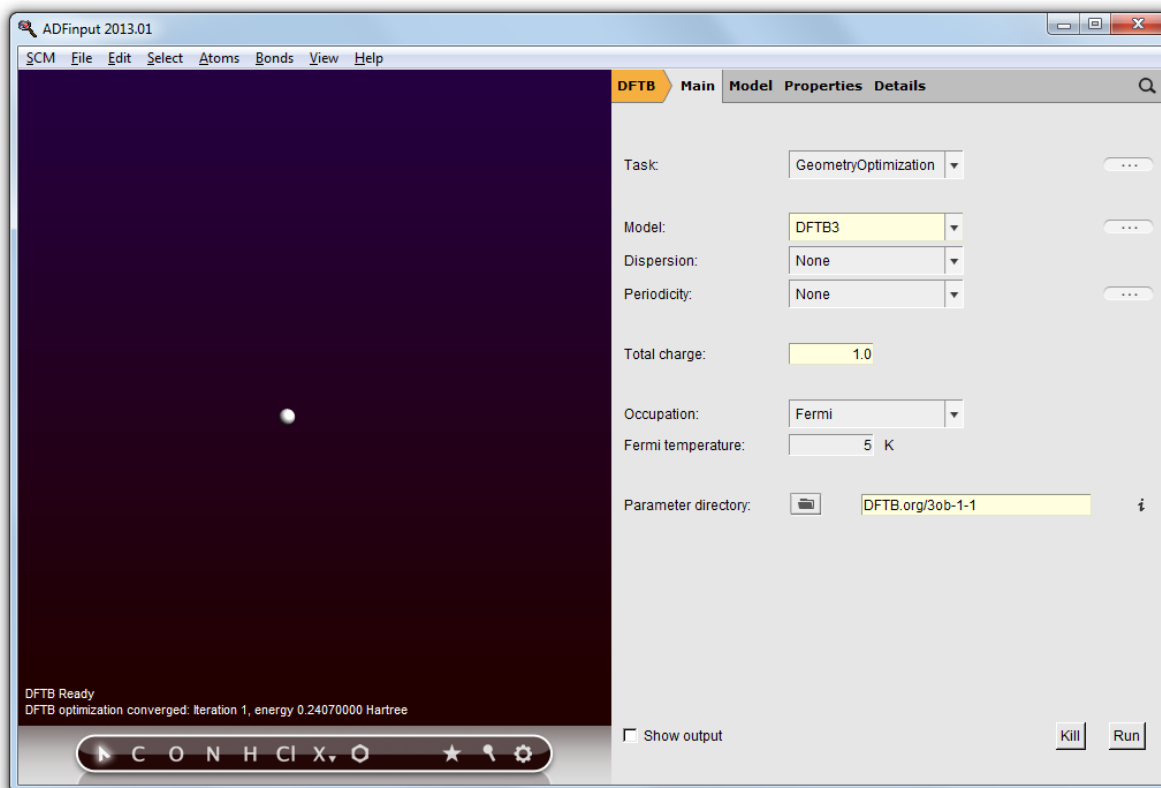 ADFinput 2013.01
SCM File Edit Select Atoms Bonds View Help
DFTB Main Model Properties Details
Task: GeometryOptimization
Model: DFTB3
Dispersion: None
Periodicity: None
Total charge: 1.0
Occupation: Fermi
Fermi temperature: 5 K
Parameter directory: DFTB.org/3ob-1-1
DFTB Ready
DFTB optimization converged: Iteration 1, energy 0.24070000 Hartree
C O N H Cl X
Show output Kill Run